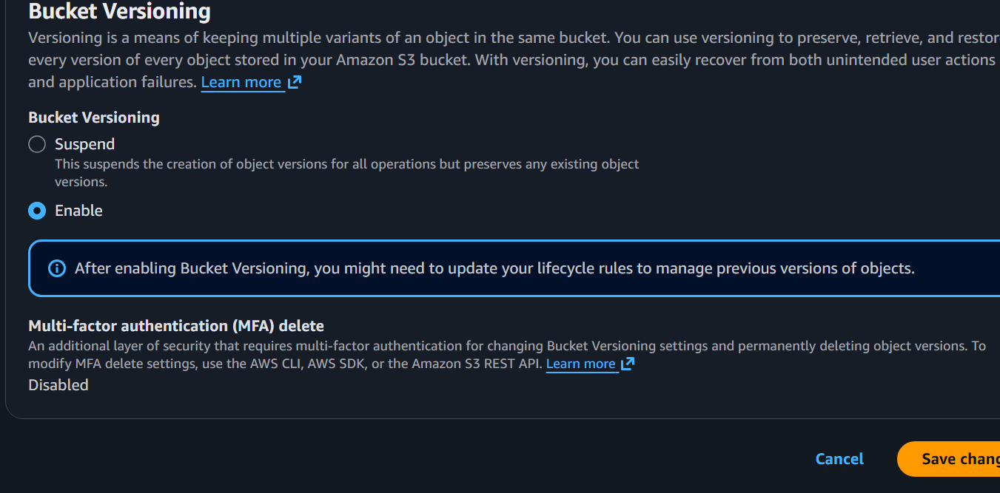 Bucket Versioning
Versioning is a means of keeping multiple variants of an object in the same bucket. You can use versioning to preserve, retrieve, and restor
every version of every object stored in your Amazon S3 bucket. With versioning, you can easily recover from both unintended user actions
and application failures. Learn more
Bucket Versioning
Suspend
This suspends the creation of object versions for all operations but preserves any existing object
versions.
Enable
After enabling Bucket Versioning, you might need to update your lifecycle rules to manage previous versions of objects.
Multi-factor authentication (MFA) delete
An additional layer of security that requires multi-factor authentication for changing Bucket Versioning settings and permanently deleting object versions. To
modify MFA delete settings, use the AWS CLI, AWS SDK, or the Amazon S3 REST API. Learn more
Disabled
Cancel
Save chang